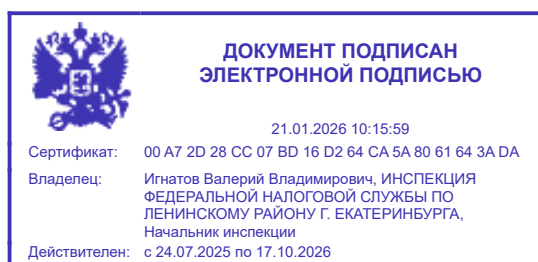 ДОКУМЕНТ ПОДПИСАН
ЭЛЕКТРОННОЙ ПОДПИСЬЮ
21.01.2026 10:15:59
Сертификат: 00 A7 2D 28 CC 07 BD 16 D2 64 CA 5A 80 61 64 3A DA
Владелец: Игнатов Валерий Владимирович, ИНСПЕКЦИЯ
ФЕДЕРАЛЬНОЙ НАЛОГОВОЙ СЛУЖБЫ ПО
ЛЕНИНСКОМУ РАЙОНУ Г. ЕКАТЕРИНБУРГА,
Начальник инспекции
Действителен: с 24.07.2025 по 17.10.2026